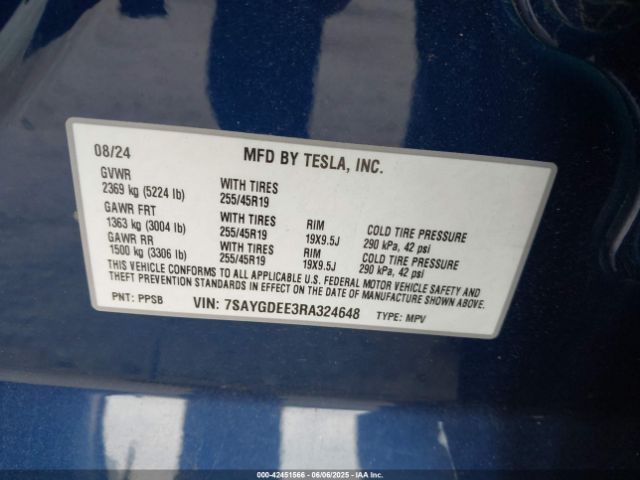 08/24 MFD BY TESLA, INC.
GVWR
2369 kg (5224 lb) WITH TIRES 255/45R19
GAWR FRT
1363 kg (3004 lb) WITH TIRES 255/45R19 RIM 19X9.5J COLD TIRE PRESSURE 290 kPa, 42 psi
GAWR RR
1500 kg (3306 lb) WITH TIRES 255/45R19 RIM 19X9.5J COLD TIRE PRESSURE 290 kPa, 42 psi
THIS VEHICLE CONFORMS TO ALL APPLICABLE U.S. FEDERAL MOTOR VEHICLE SAFETY AND
THEFT PREVENTION STANDARDS IN EFFECT ON THE DATE OF MANUFACTURE SHOWN ABOVE.
PNT: PPSB VIN: 7SAYGDEE3RA324648 TYPE: MPV
000-42451566 - 06/06/2025 - IAA, Inc.